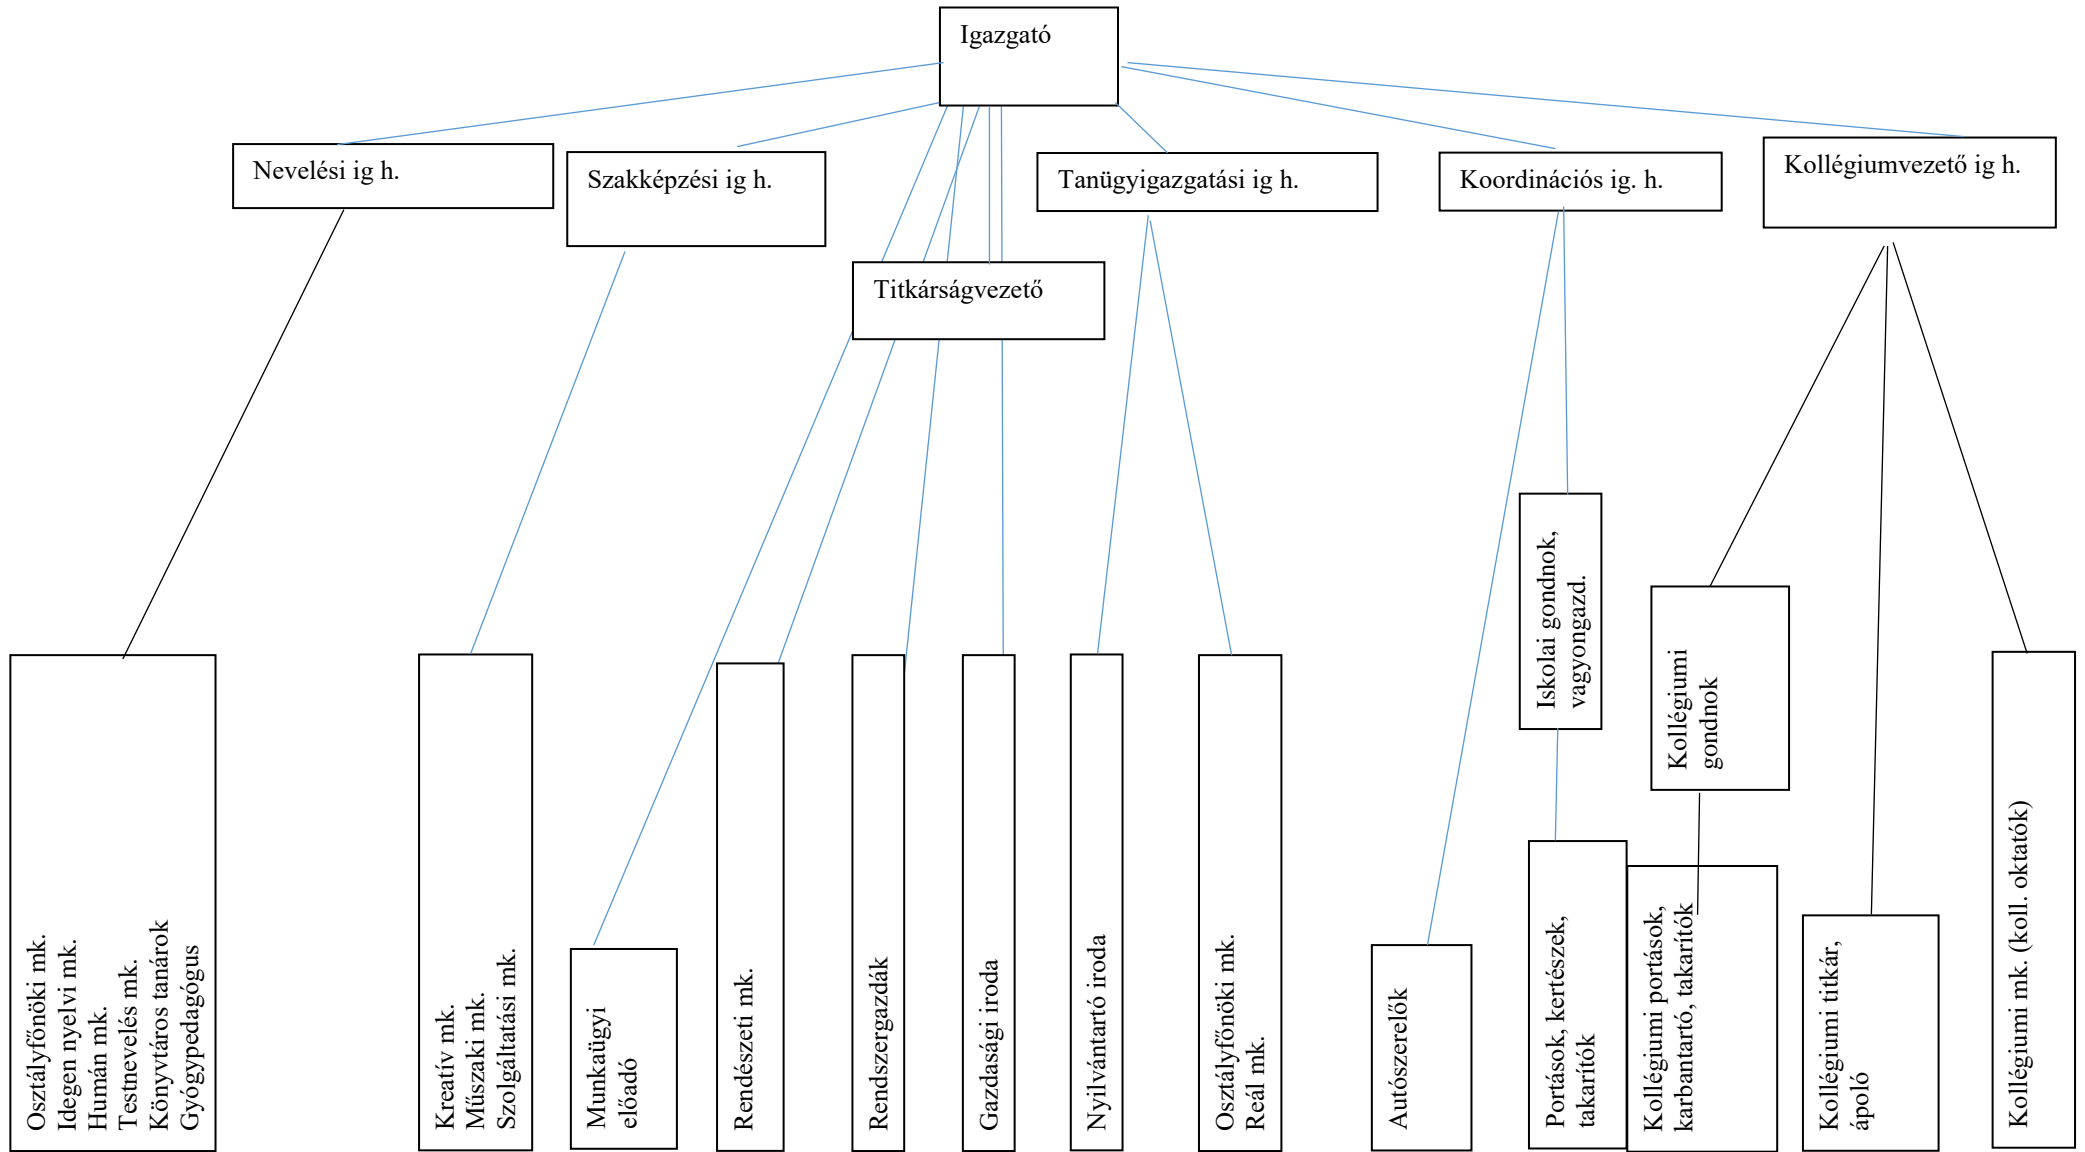 Igazgató
Nevelési ig h.
Szakképzési ig h.
Tanügyigazgatási ig h.
Koordinációs ig. h.
Kollégiumvezető ig h.
Titkárságvezető
Osztályfőnöki mk.
Idegen nyelvi mk.
Humán mk.
Testnevelés mk.
Könyvtáros tanárok
Gyógypedagógus
Kreatív mk.
Műszaki mk.
Szolgáltatási mk.
Munkaügyi
előadó
Rendészeti mk.
Rendszergazdák
Gazdasági iroda
Nyilvántartó iroda
Osztályfőnöki mk.
Reál mk.
Autószerelők
Iskolai gondnok,
vagyongazd.
Portások, kertészek,
takarítók
Kollégiumi
gondnok
Kollégiumi portások,
karbantartó, takarítók
Kollégiumi titkár,
ápoló
Kollégiumi mk. (koll. oktatók)